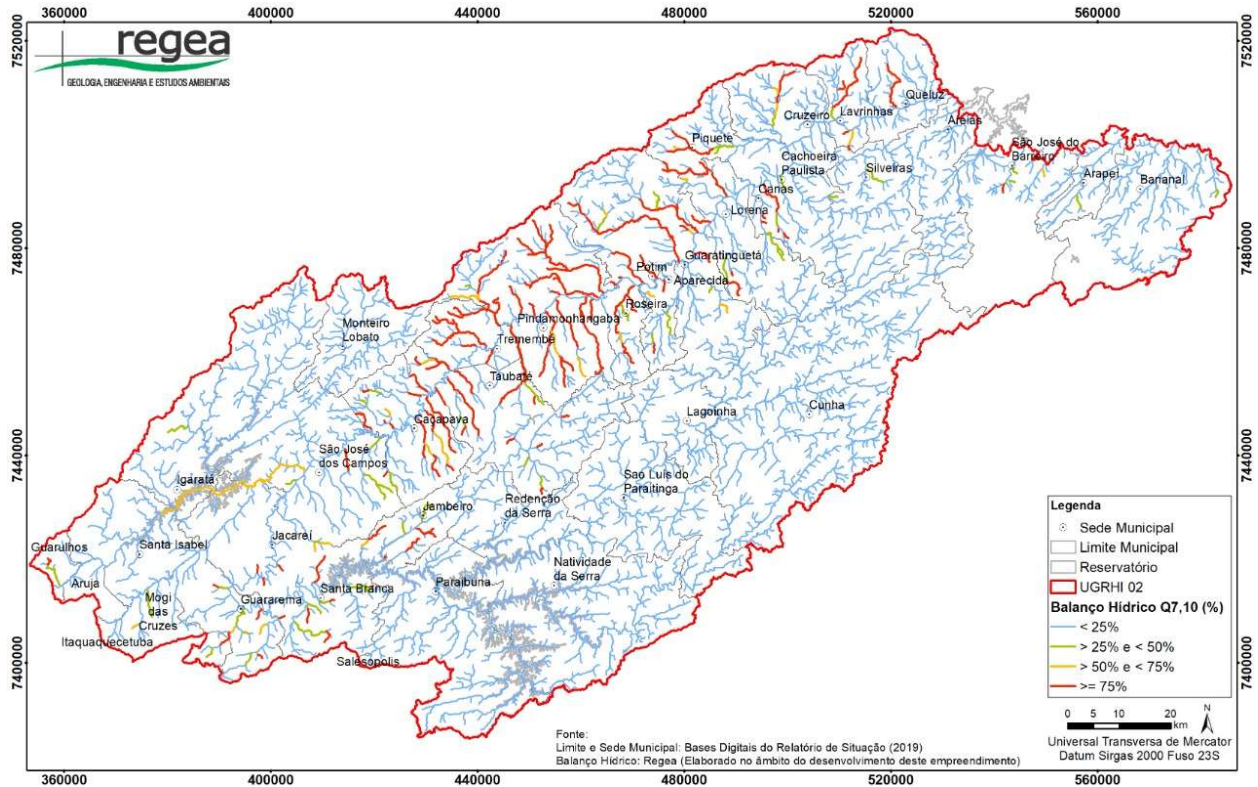 360000 400000 440000 480000 520000 560000
7520000 7520000
regea
GEOLOGIA, ENGENHARIA E ESTUDOS AMBIENTAIS
Queluz
Cruzeiro
Lavrinhas
Areias
Piquete
São José do
Barreiro
Cachoeira
Paulista
Silveiras
Arapeí
Bananal
Canas
Lorena
7480000 7480000
Guaratinguetá
Potim
Aparecida
Roseira
Pindamonhangaba
Monteiro
Lobato
Tremembé
Taubaté
Lagoinha
Cunha
Caçapava
7440000 7440000
São José
dos Campos
Igaratá
São Luís do
Paraitinga
Redenção
da Serra
Jambeiro
Jacareí
Guarulhos
Santa Isabel
Natividade
da Serra
Arujá
Santa Branca
Paraibuna
Mogi
das
Cruzes
Guararema
Itaquaquecetuba
Salesópolis
7400000 7400000
Legenda
Sede Municipal
Limite Municipal
Reservatório
UGRHI 02
Balanço Hídrico Q7,10 (%)
< 25%
> 25% e < 50%
> 50% e < 75%
>= 75%
0 5 10 20
km
N
Universal Transversa de Mercator
Datum Sirgas 2000 Fuso 23S
Fonte:
Limite e Sede Municipal: Bases Digitais do Relatório de Situação (2019)
Balanço Hídrico: Regea (Elaborado no âmbito do desenvolvimento deste empreendimento)
360000 400000 440000 480000 520000 560000